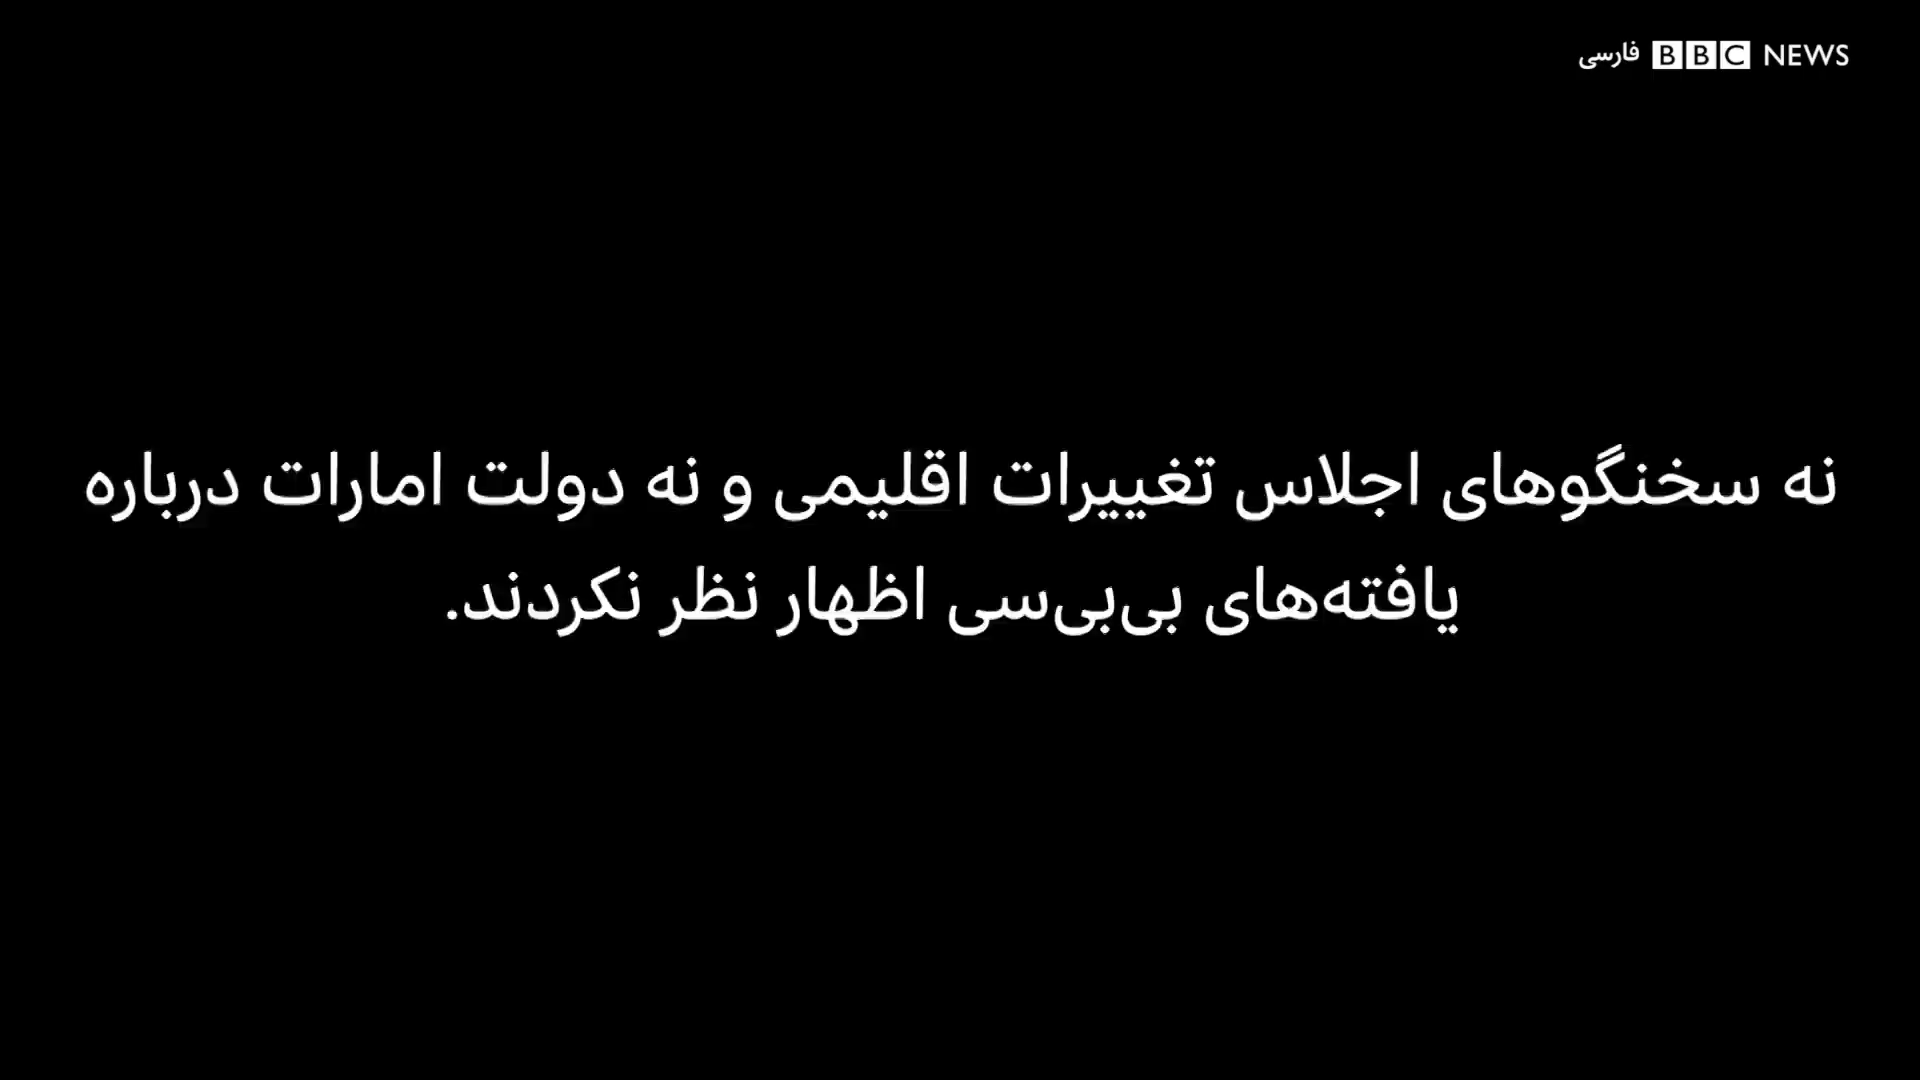 BBC NEWS فارسی
نه سخنگوهای اجلاس تغییرات اقلیمی و نه دولت امارات درباره
یافته‌های بی‌بی‌سی اظهار نظر نکردند.